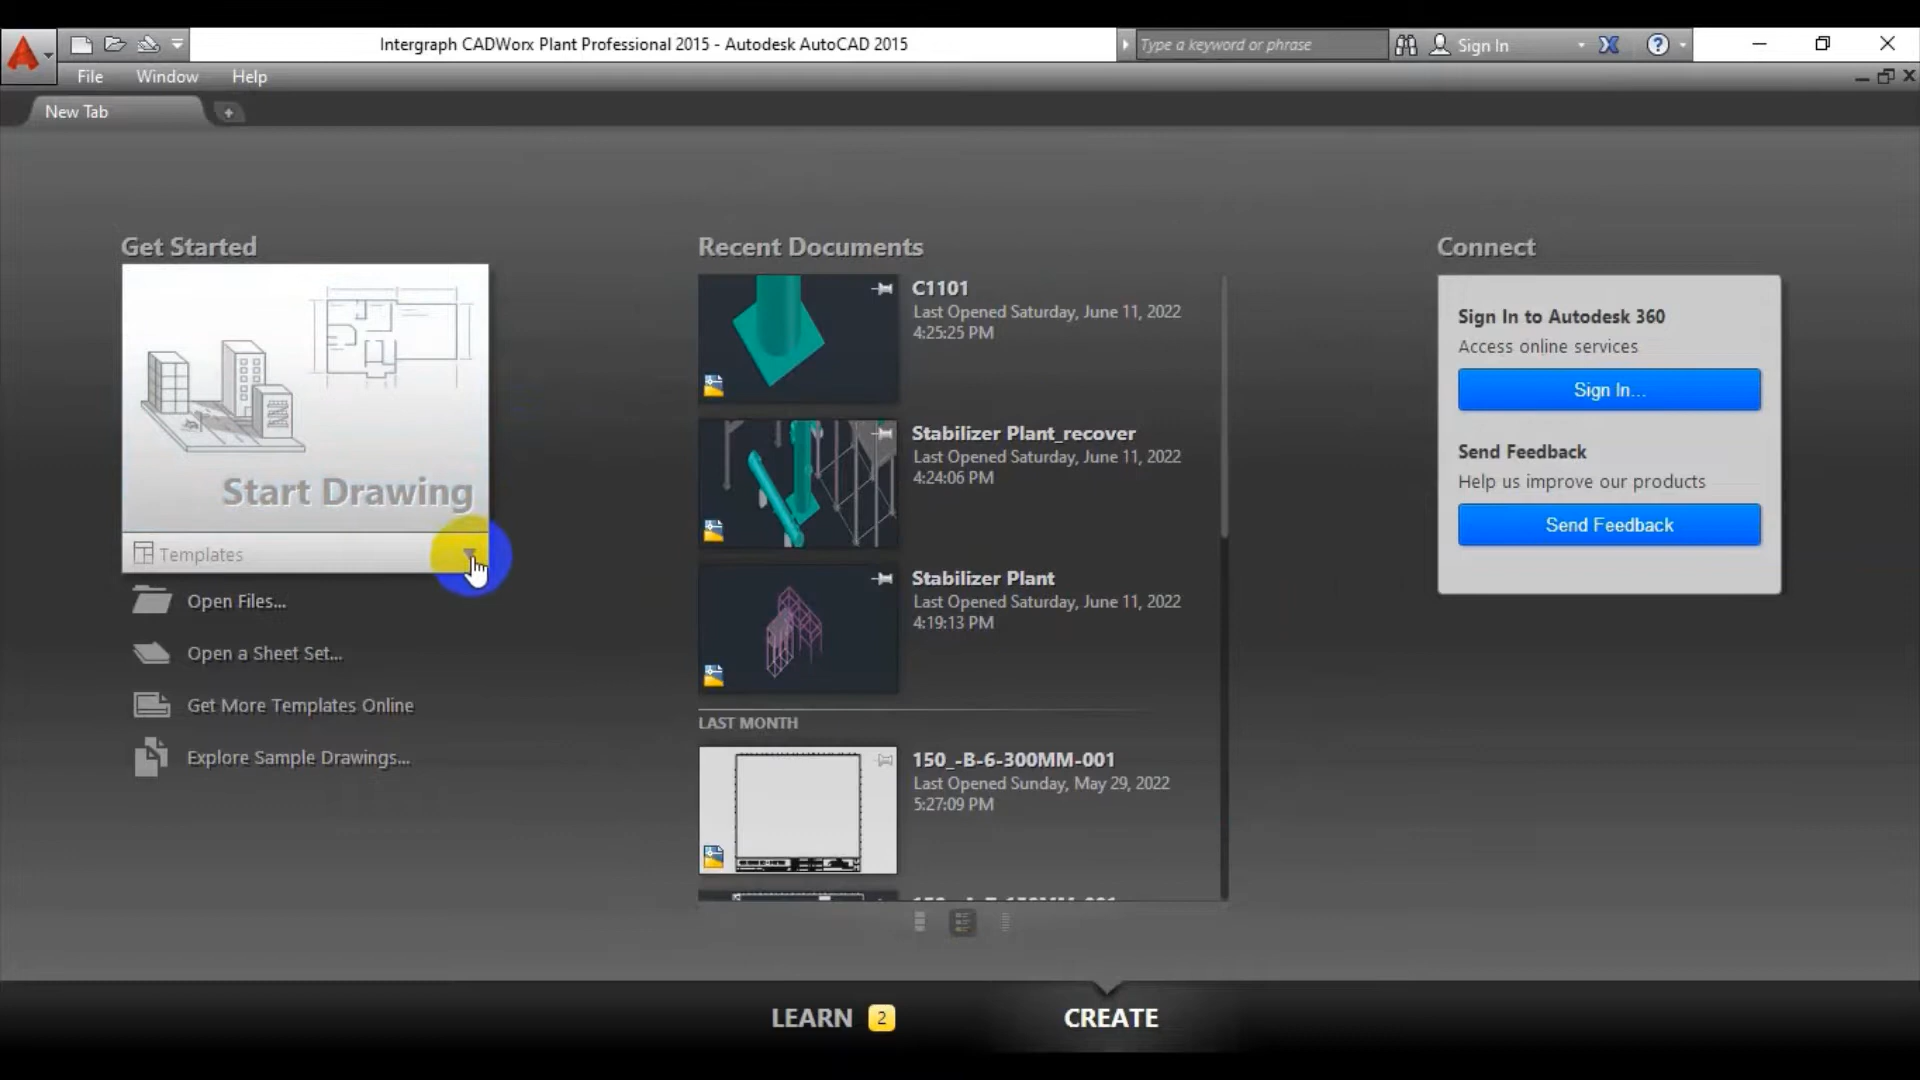 Intergraph CADWorx Plant Professional 2015 - Autodesk AutoCAD 2015
Type a keyword or phrase
Sign In
File Window Help
New Tab
Get Started
Start Drawing
Templates
Open Files...
Open a Sheet Set...
Get More Templates Online
Explore Sample Drawings...
Recent Documents
C1101
Last Opened Saturday, June 11, 2022
4:25:25 PM
Stabilizer Plant_recover
Last Opened Saturday, June 11, 2022
4:24:06 PM
Stabilizer Plant
Last Opened Saturday, June 11, 2022
4:19:13 PM
LAST MONTH
150_-B-6-300MM-001
Last Opened Sunday, May 29, 2022
5:27:09 PM
Connect
Sign In to Autodesk 360
Access online services
Sign In...
Send Feedback
Help us improve our products
Send Feedback
LEARN 2
CREATE